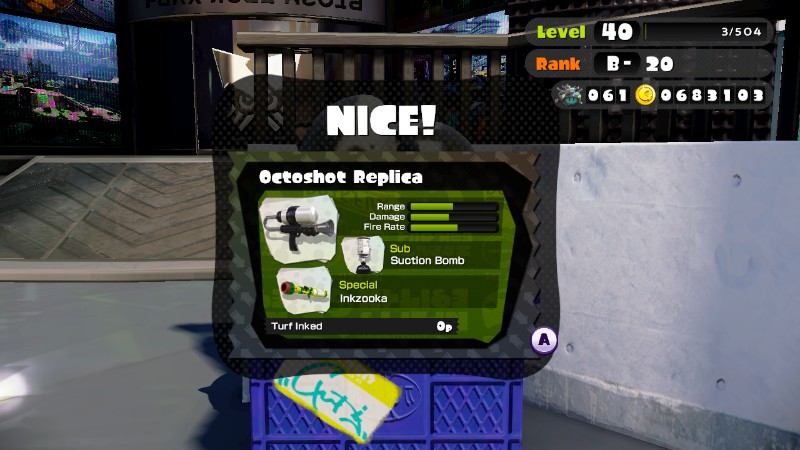 Level 40 3/504
Rank B- 20
061 0683103
NICE!
Octoshot Replica
Range
Damage
Fire Rate
Sub
Suction Bomb
Special
Inkzooka
Turf Inked 0p
A